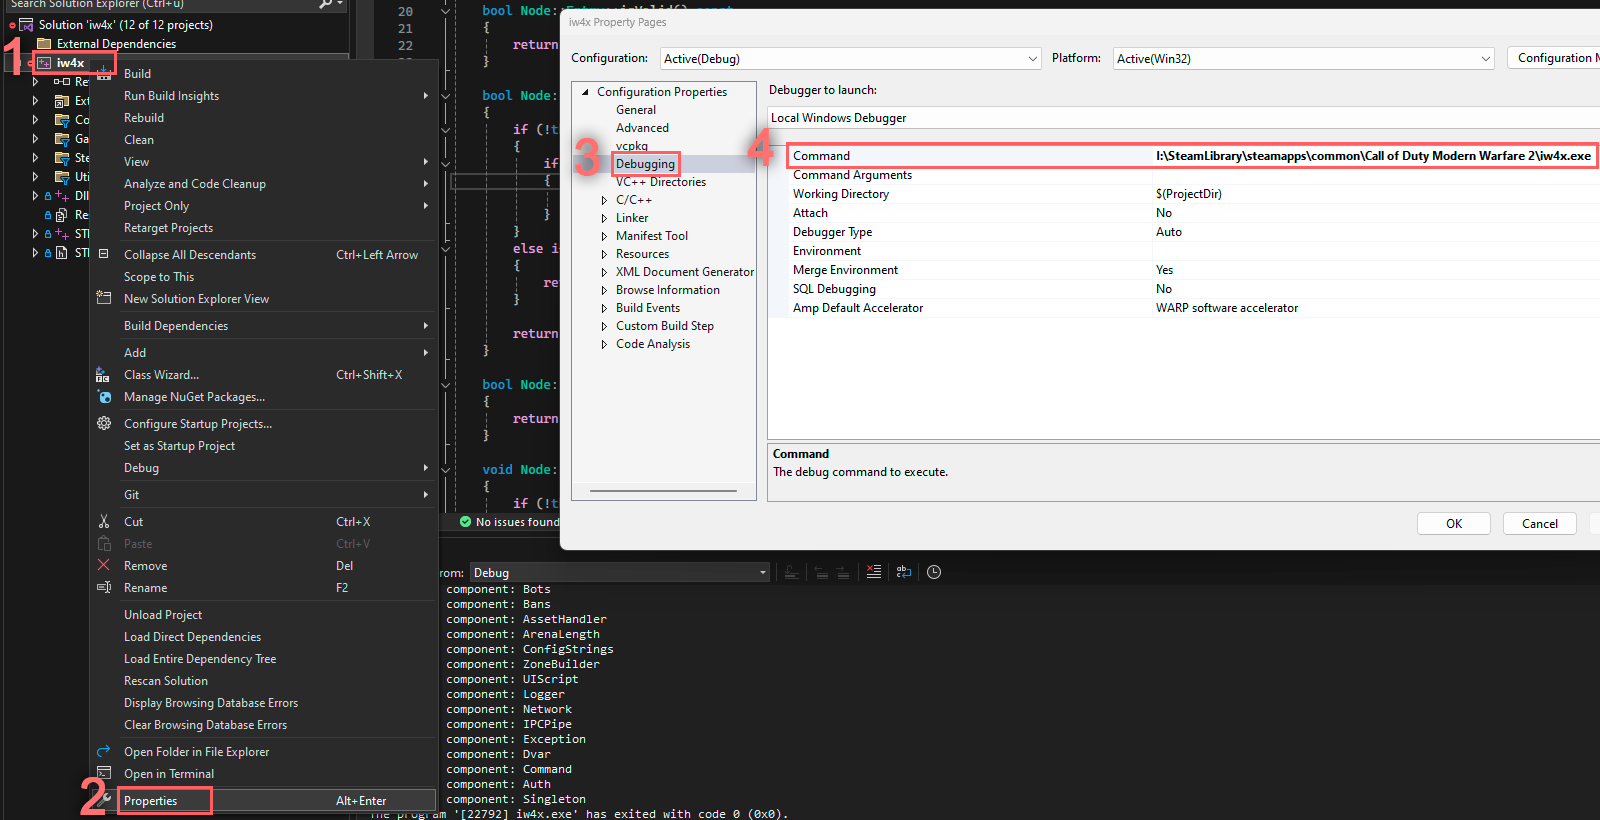 Search Solution Explorer (Ctrl+ü)
Solution 'iw4x' (12 of 12 projects)
External Dependencies
1
iw4x
Re
Ext
Co
Ga
Ste
Uti
Dll
Re
STI
STI
Build
Run Build Insights
Rebuild
Clean
View
Analyze and Code Cleanup
Project Only
Retarget Projects
Collapse All Descendants Ctrl+Left Arrow
Scope to This
New Solution Explorer View
Build Dependencies
Add
Class Wizard... Ctrl+Shift+X
Manage NuGet Packages...
Configure Startup Projects...
Set as Startup Project
Debug
Git
Cut Ctrl+X
Paste Ctrl+V
Remove Del
Rename F2
Unload Project
Load Direct Dependencies
Load Entire Dependency Tree
Rescan Solution
Display Browsing Database Errors
Clear Browsing Database Errors
Open Folder in File Explorer
Open in Terminal
2
Properties Alt+Enter
20 bool Node::Entry::isValid() const
21 {
22 return
}
bool Node:
{
if (!t
{
if
{
}
}
else i
{
re
}
return
}
bool Node::
{
return
}
void Node:
{
if (!t
No issues found
iw4x Property Pages
Configuration: Active(Debug) Platform: Active(Win32) Configuration M
Configuration Properties
General
Advanced
vcpkg
3
Debugging
VC++ Directories
C/C++
Linker
Manifest Tool
Resources
XML Document Generator
Browse Information
Build Events
Custom Build Step
Code Analysis
Debugger to launch:
Local Windows Debugger
4
Command I:\SteamLibrary\steamapps\common\Call of Duty Modern Warfare 2\iw4x.exe
Command Arguments
Working Directory $(ProjectDir)
Attach No
Debugger Type Auto
Environment
Merge Environment Yes
SQL Debugging No
Amp Default Accelerator WARP software accelerator
Command
The debug command to execute.
OK Cancel
rom: Debug
component: Bots
component: Bans
component: AssetHandler
component: ArenaLength
component: ConfigStrings
component: ZoneBuilder
component: UIScript
component: Logger
component: Network
component: IPCPipe
component: Exception
component: Dvar
component: Command
component: Auth
component: Singleton
The program '[22792] iw4x.exe' has exited with code 0 (0x0).